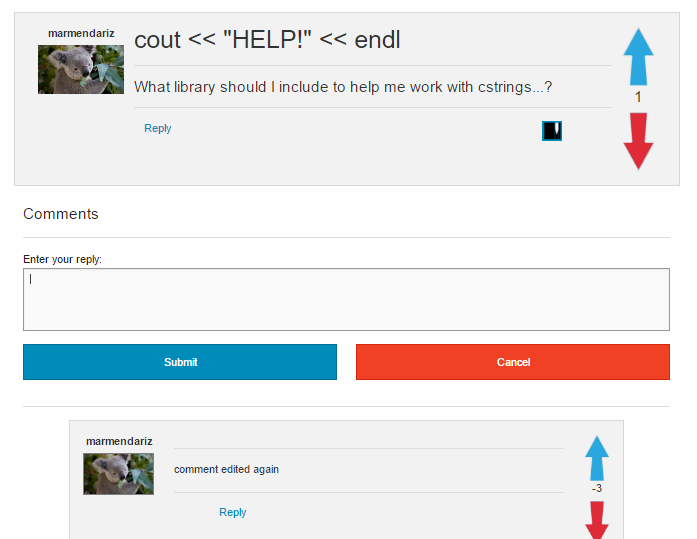 marmendariz
cout << "HELP!" << endl
What library should I include to help me work with cstrings...?
1
Reply
Comments
Enter your reply:
Submit
Cancel
marmendariz
comment edited again
-3
Reply